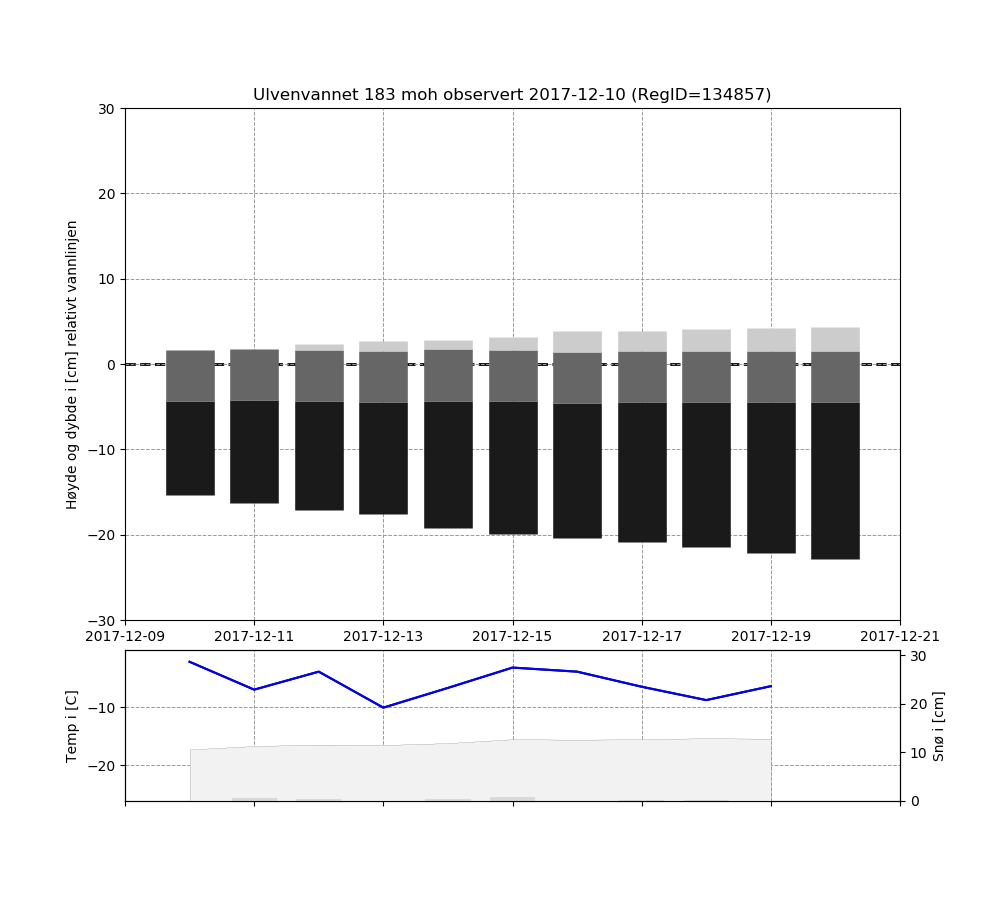 Ulvenvannet 183 moh observert 2017-12-10 (RegID=134857)
Høyde og dybde i [cm] relativt vannlinjen
30
20
10
0
−10
−20
−30
2017-12-09 2017-12-11 2017-12-13 2017-12-15 2017-12-17 2017-12-19 2017-12-21
Temp i [C]
−10
−20
30
20
10
0
Snø i [cm]